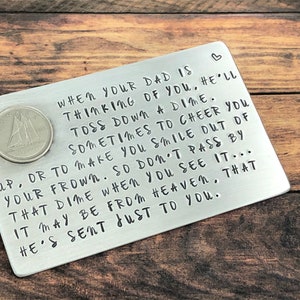 WHEN YOUR DAD IS
THINKING OF YOU, HE'LL
TOSS DOWN A DIME.
SOMETIMES TO CHEER YOU
UP, OR TO MAKE YOU SMILE OUT OF
YOUR FROWN. SO DON'T PASS BY
THAT DIME WHEN YOU SEE IT...
IT MAY BE FROM HEAVEN, THAT
HE'S SENT JUST TO YOU.